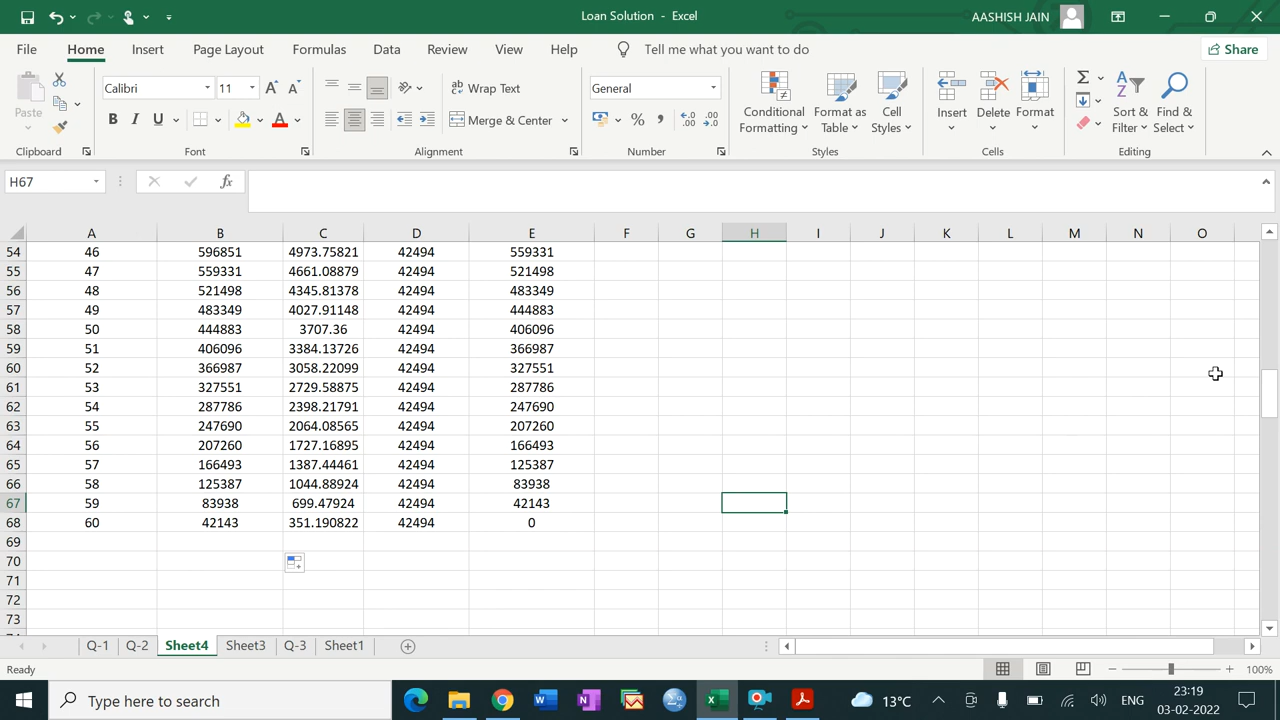 Loan Solution - Excel
AASHISH JAIN
File Home Insert Page Layout Formulas Data Review View Help Tell me what you want to do Share
Paste
Calibri 11
B I U A
Wrap Text
Merge & Center
General
% ,
Conditional Formatting
Format as Table
Cell Styles
Insert Delete Format
Sort & Filter
Find & Select
Clipboard Font Alignment Number Styles Cells Editing
H67 fx
A B C D E F G H I J K L M N O
54 46 596851 4973.75821 42494 559331
55 47 559331 4661.08879 42494 521498
56 48 521498 4345.81378 42494 483349
57 49 483349 4027.91148 42494 444883
58 50 444883 3707.36 42494 406096
59 51 406096 3384.13726 42494 366987
60 52 366987 3058.22099 42494 327551
61 53 327551 2729.58875 42494 287786
62 54 287786 2398.21791 42494 247690
63 55 247690 2064.08565 42494 207260
64 56 207260 1727.16895 42494 166493
65 57 166493 1387.44461 42494 125387
66 58 125387 1044.88924 42494 83938
67 59 83938 699.47924 42494 42143
68 60 42143 351.190822 42494 0
69
70
71
72
73
Q-1 Q-2 Sheet4 Sheet3 Q-3 Sheet1
Ready 100%
Type here to search
13°C
ENG
23:19
03-02-2022